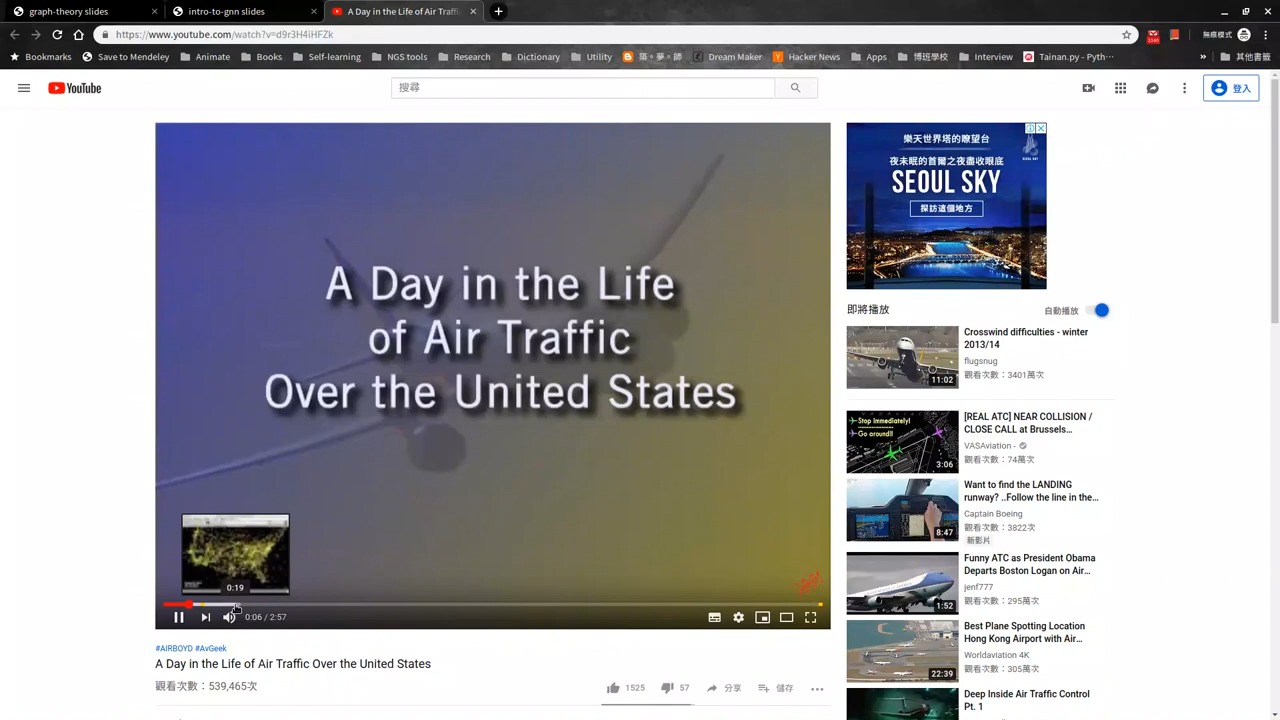 graph-theory slides
intro-to-gnn slides
A Day in the Life of Air Traffi
https://www.youtube.com/watch?v=d9r3H4iHFZk
無痕模式
Bookmarks
Save to Mendeley
Animate
Books
Self-learning
NGS tools
Research
Dictionary
Utility
築。夢。師
Dream Maker
Hacker News
Apps
博班學校
Interview
Tainan.py - Pyth…
»
其他書籤
YouTube
搜尋
登入
A Day in the Life
of Air Traffic
Over the United States
0:19
0:06 / 2:57
#AIRBOYD #AvGeek
A Day in the Life of Air Traffic Over the United States
觀看次數：539,465次
1525
57
分享
儲存
樂天世界塔的瞭望台
夜未眠的首爾之夜盡收眼底
SEOUL SKY
探訪這個地方
即將播放
自動播放
Crosswind difficulties - winter
2013/14
flugsnug
觀看次數：3401萬次
11:02
[REAL ATC] NEAR COLLISION /
CLOSE CALL at Brussels…
VASAviation -
觀看次數：74萬次
Stop Immediately!
Go around!!
3:06
Want to find the LANDING
runway? ..Follow the line in the…
Captain Boeing
觀看次數：3822次
新影片
8:47
Funny ATC as President Obama
Departs Boston Logan on Air…
jenf777
觀看次數：295萬次
1:52
Best Plane Spotting Location
Hong Kong Airport with Air…
Worldaviation 4K
觀看次數：305萬次
22:39
Deep Inside Air Traffic Control
Pt. 1